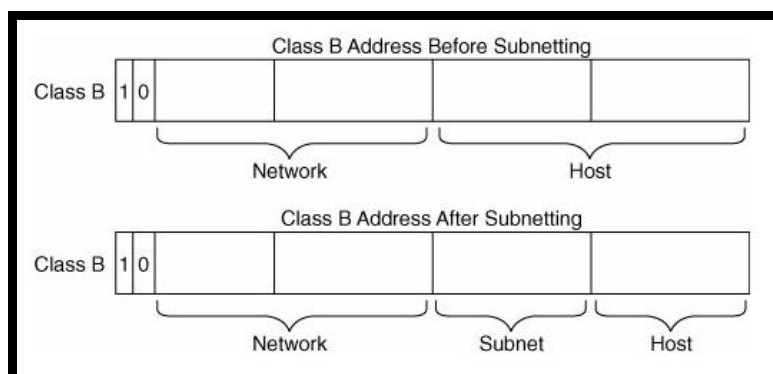 Class B Address Before Subnetting
Class B 1 0
Network Host
Class B Address After Subnetting
Class B 1 0
Network Subnet Host